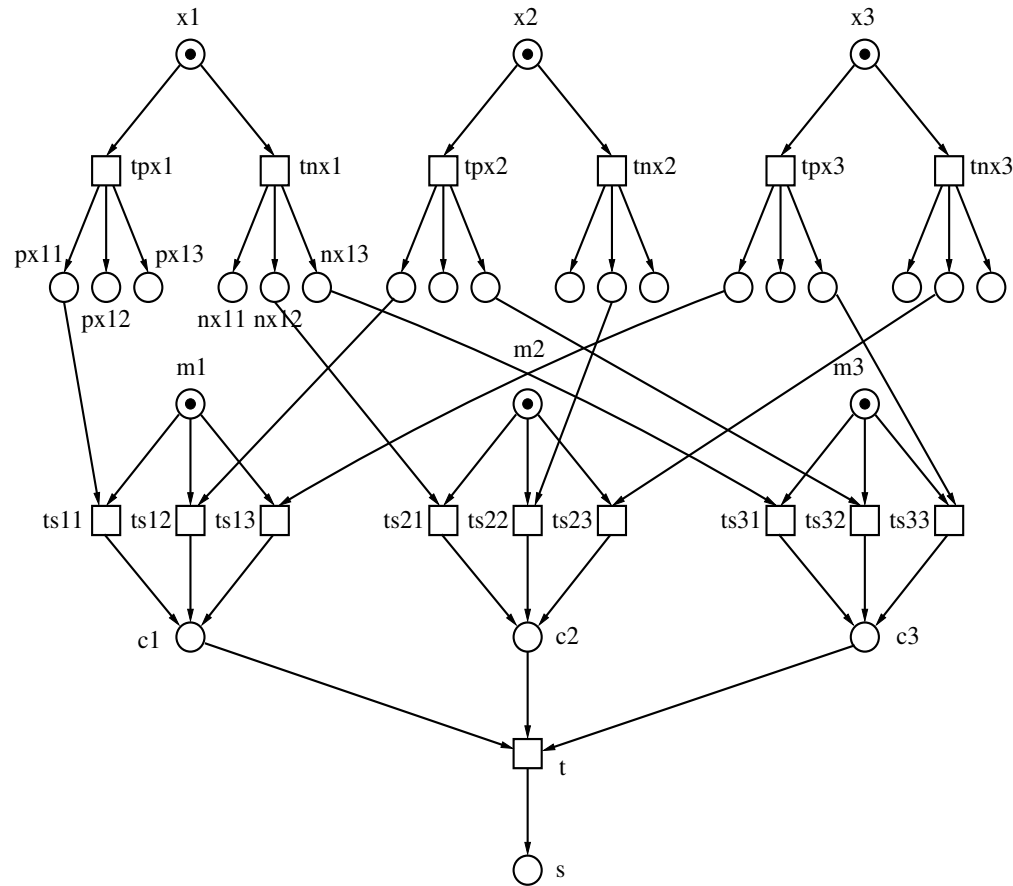 x1 x2 x3
tpx1 tnx1 tpx2 tnx2 tpx3 tnx3
px11 px13 nx13
px12 nx11 nx12
m1 m2 m3
ts11 ts12 ts13 ts21 ts22 ts23 ts31 ts32 ts33
c1 c2 c3
t
s